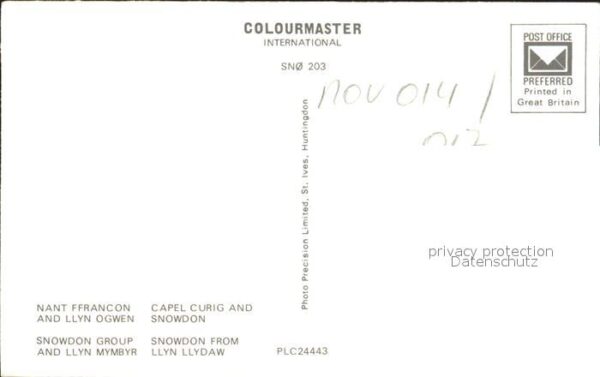 COLOURMASTER
INTERNATIONAL
SNØ 203
POST OFFICE
PREFERRED
Printed in
Great Britain
NOV 014 /
Photo Precision Limited, St. Ives, Huntingdon
privacy protection
Datenschutz
NANT FFRANCON
AND LLYN OGWEN
CAPEL CURIG AND
SNOWDON
SNOWDON GROUP
AND LLYN MYMBYR
SNOWDON FROM
LLYN LLYDAW
PLC24443